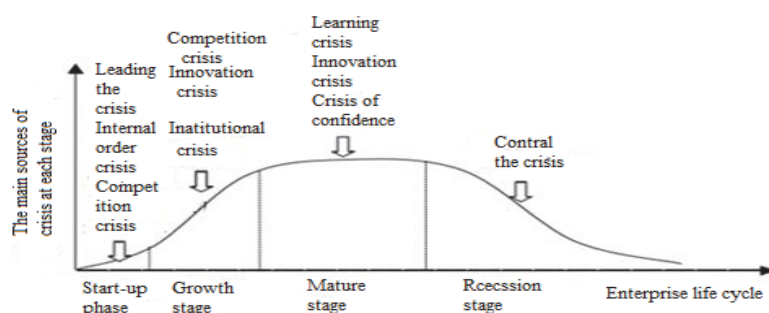 The main sources of
crisis at each stage
Leading
the
crisis
Internal
order
crisis
Compet
ition
crisis
Competition
crisis
Innovation
crisis
Inatitutional
crisis
Learning
crisis
Innovation
crisis
Crisis of
confidence
Contral
the crisis
Start-up
phase
Growth
stage
Mature
stage
Rcecssion
stage
Enterprise life cycle